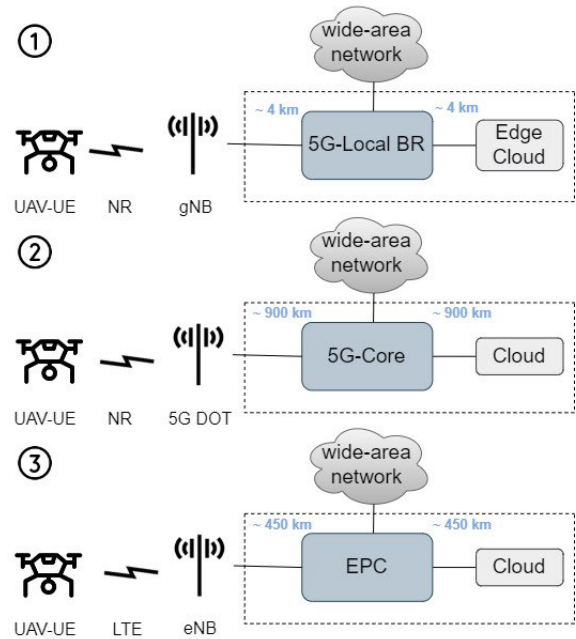 1
wide-area
network
~ 4 km
~ 4 km
5G-Local BR
Edge
Cloud
UAV-UE
NR
gNB
2
wide-area
network
~ 900 km
~ 900 km
5G-Core
Cloud
UAV-UE
NR
5G DOT
3
wide-area
network
~ 450 km
~ 450 km
EPC
Cloud
UAV-UE
LTE
eNB